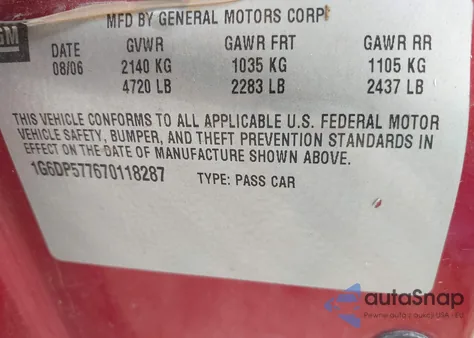 GM
MFD BY GENERAL MOTORS CORP
DATE GVWR GAWR FRT GAWR RR
08/06 2140 KG 1035 KG 1105 KG
4720 LB 2283 LB 2437 LB
THIS VEHICLE CONFORMS TO ALL APPLICABLE U.S. FEDERAL MOTOR
VEHICLE SAFETY, BUMPER, AND THEFT PREVENTION STANDARDS IN
EFFECT ON THE DATE OF MANUFACTURE SHOWN ABOVE.
1G6DP577670118287 TYPE: PASS CAR
autoSnap